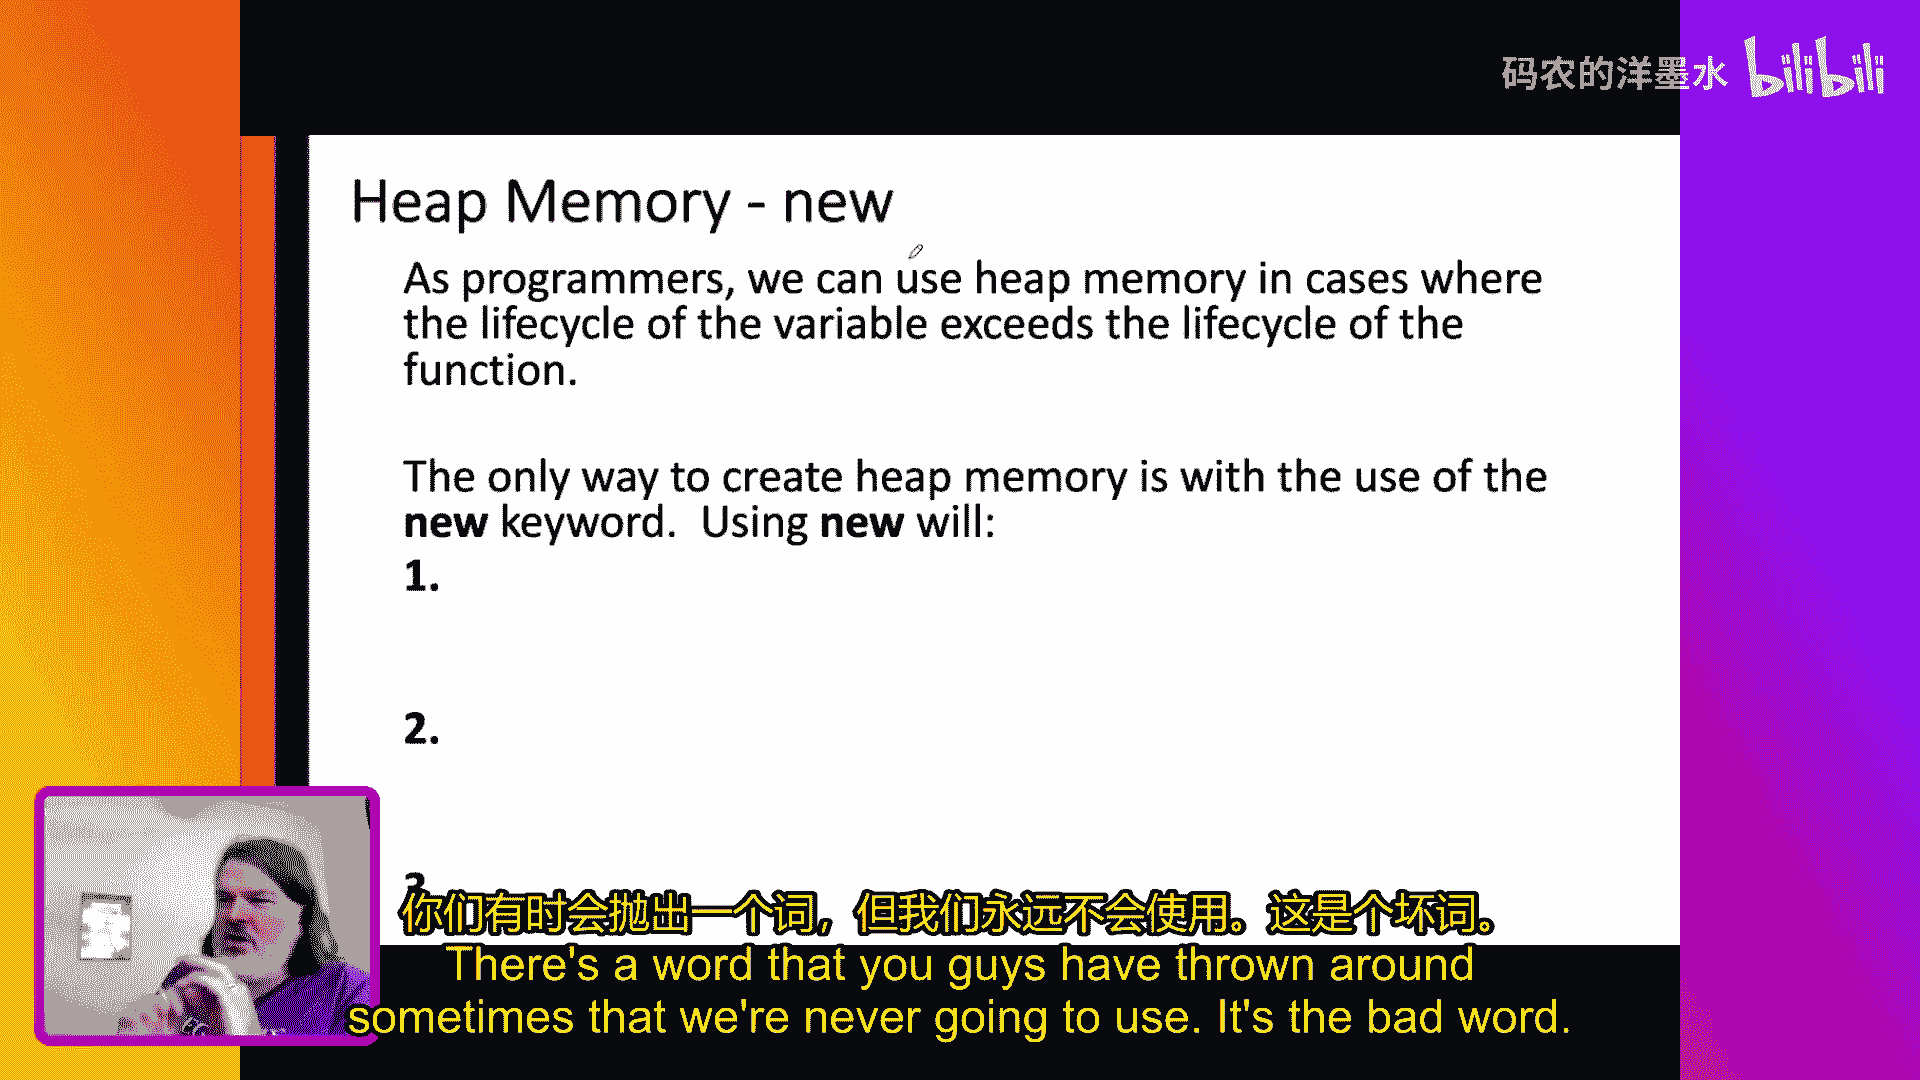 码农的洋墨水 bilibili
Heap Memory - new
As programmers, we can use heap memory in cases where
the lifecycle of the variable exceeds the lifecycle of the
function.
The only way to create heap memory is with the use of the
new keyword. Using new will:
1.
2.
3.
你们有时会抛出一个词，但我们永远不会使用。这是个坏词。
There's a word that you guys have thrown around
sometimes that we're never going to use. It's the bad word.